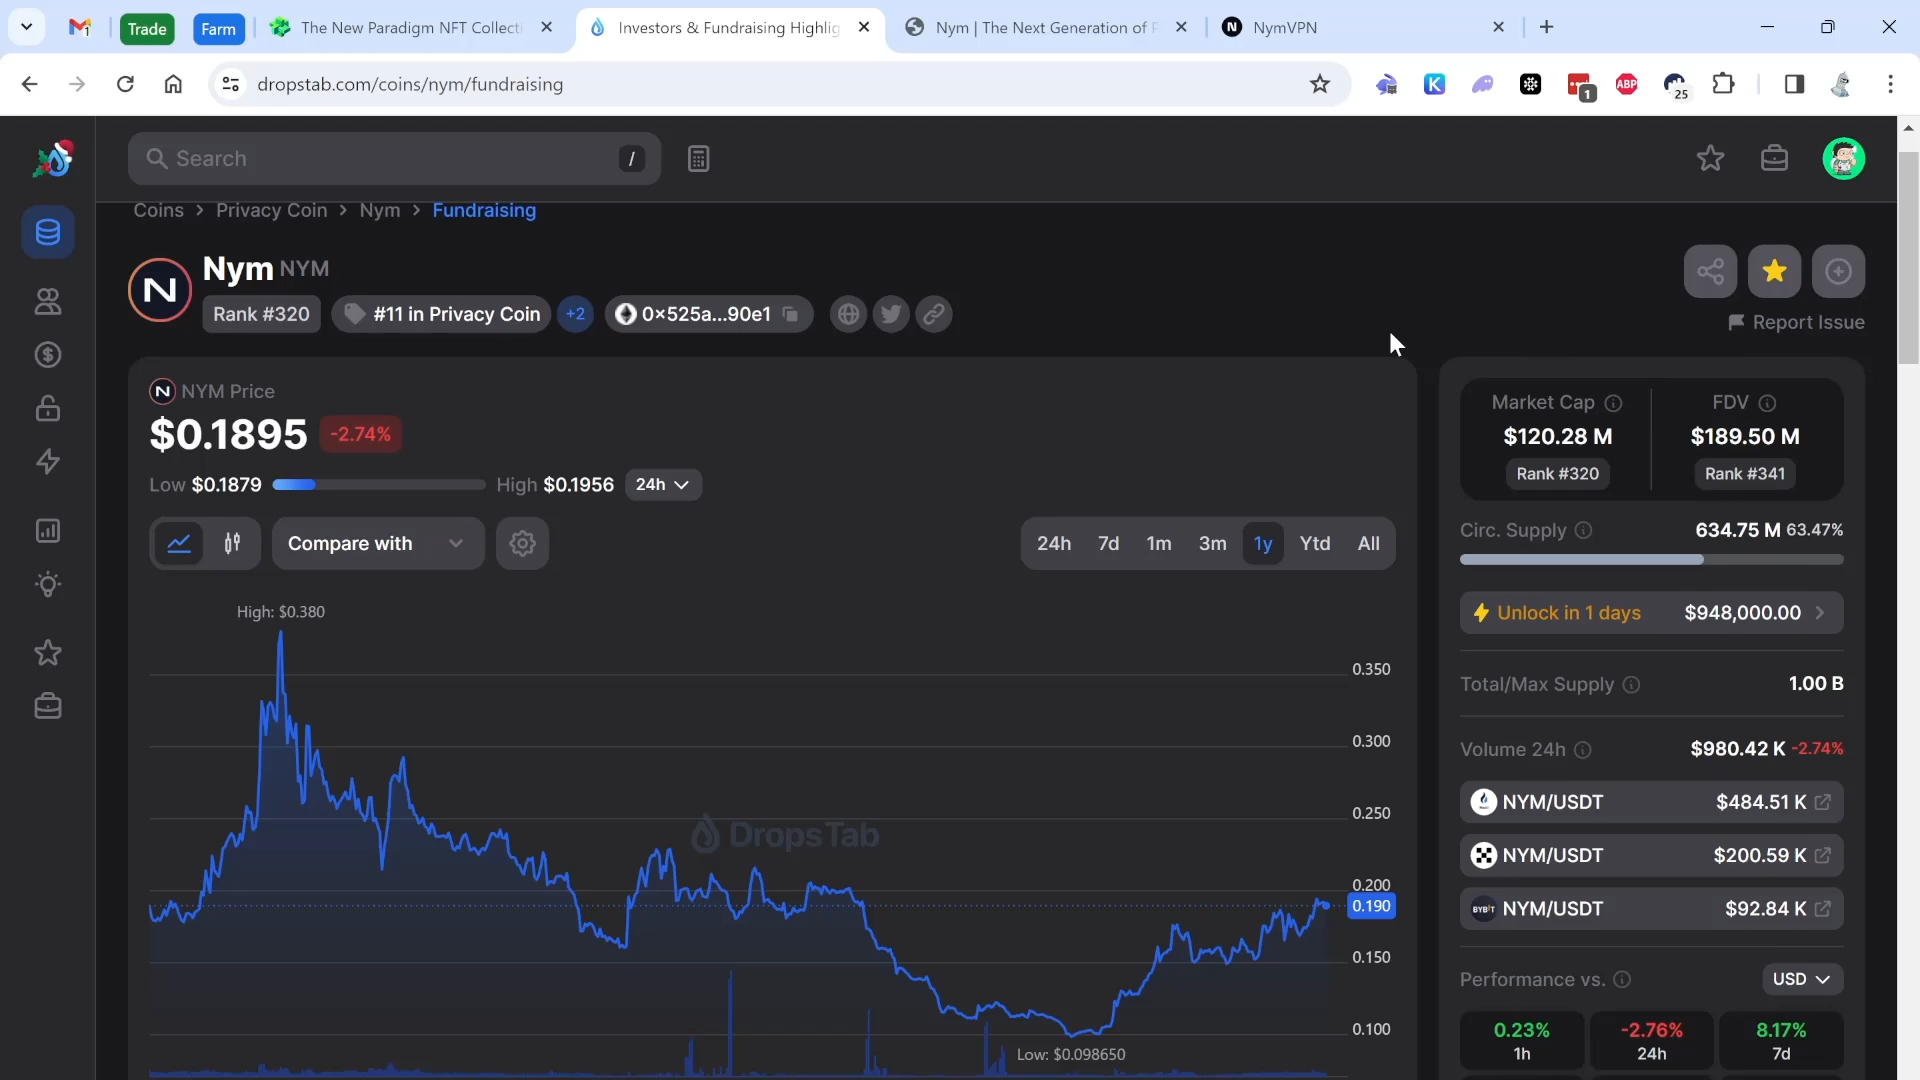 1
Trade
Farm
The New Paradigm NFT Collecti
Investors & Fundraising Highlig
Nym | The Next Generation of P
N
NymVPN
dropstab.com/coins/nym/fundraising
K
1
ABP
25
Search
/
Coins > Privacy Coin > Nym > Fundraising
N
Nym NYM
Rank #320
#11 in Privacy Coin
+2
0×525a...90e1
Report Issue
N NYM Price
$0.1895
-2.74%
Low $0.1879
High $0.1956
24h
Compare with
24h
7d
1m
3m
1y
Ytd
All
High: $0.380
0.350
0.300
0.250
0.200
0.190
0.150
0.100
Low: $0.098650
DropsTab
Market Cap
$120.28 M
Rank #320
FDV
$189.50 M
Rank #341
Circ. Supply
634.75 M 63.47%
Unlock in 1 days
$948,000.00
Total/Max Supply
1.00 B
Volume 24h
$980.42 K -2.74%
NYM/USDT
$484.51 K
NYM/USDT
$200.59 K
BYBIT
NYM/USDT
$92.84 K
Performance vs.
USD
0.23%
1h
-2.76%
24h
8.17%
7d